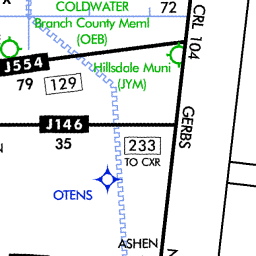 COLDWATER
72
Branch County Meml
(OEB)
CRL 104
Hillsdale Muni
(JYM)
J554
79
129
GERBS
J146
35
233
TO CXR
N
OTENS
ASHEN